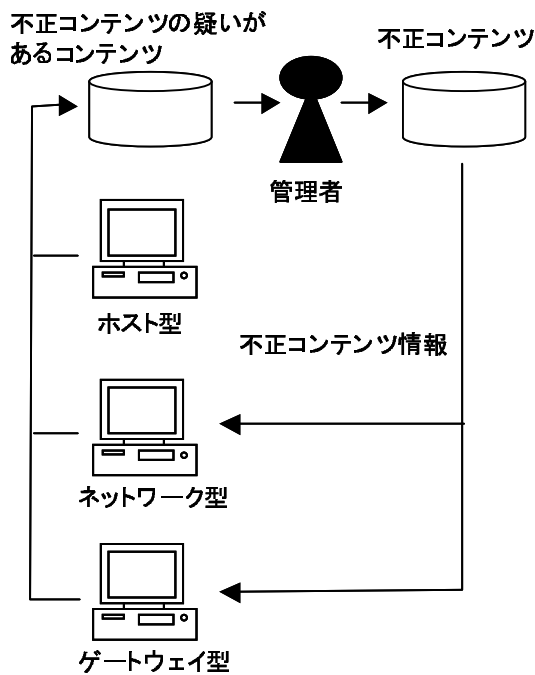 不正コンテンツの疑いが
あるコンテンツ
不正コンテンツ
管理者
ホスト型
不正コンテンツ情報
ネットワーク型
ゲートウェイ型